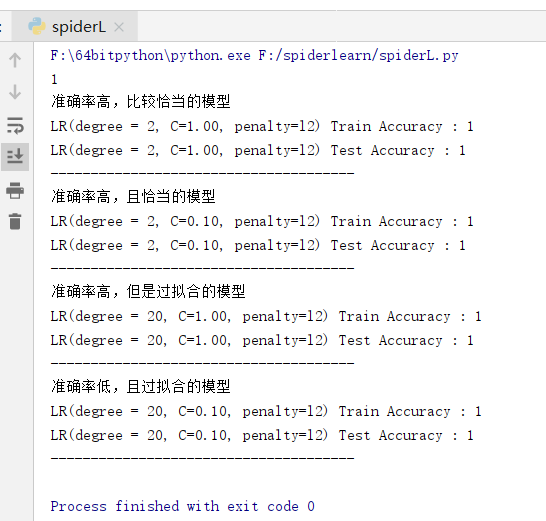 spiderL
F:\64bitpython\python.exe F:/spiderlearn/spiderL.py
1
准确率高，比较恰当的模型
LR(degree = 2, C=1.00, penalty=l2) Train Accuracy : 1
LR(degree = 2, C=1.00, penalty=l2) Test Accuracy : 1
--------------------------------------
准确率高，且恰当的模型
LR(degree = 2, C=0.10, penalty=l2) Train Accuracy : 1
LR(degree = 2, C=0.10, penalty=l2) Test Accuracy : 1
--------------------------------------
准确率高，但是过拟合的模型
LR(degree = 20, C=1.00, penalty=l2) Train Accuracy : 1
LR(degree = 20, C=1.00, penalty=l2) Test Accuracy : 1
--------------------------------------
准确率低，且过拟合的模型
LR(degree = 20, C=0.10, penalty=l2) Train Accuracy : 1
LR(degree = 20, C=0.10, penalty=l2) Test Accuracy : 1
--------------------------------------
Process finished with exit code 0